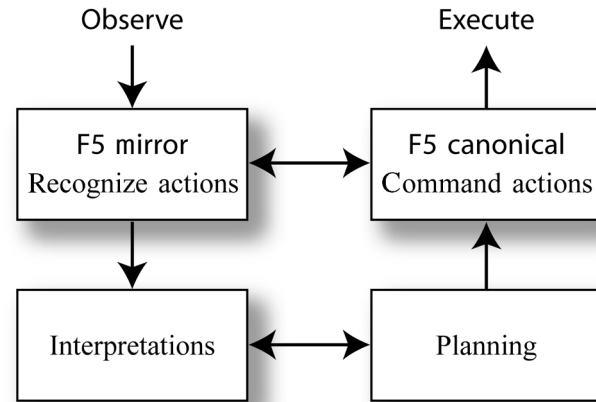 Observe
Execute
F5 mirror
Recognize actions
F5 canonical
Command actions
Interpretations
Planning